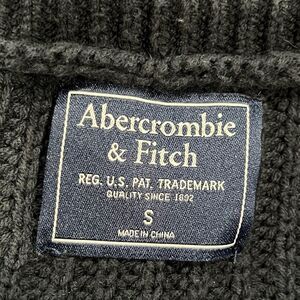 Abercrombie
& Fitch
REG. U.S. PAT. TRADEMARK
QUALITY SINCE 1892
S
MADE IN CHINA